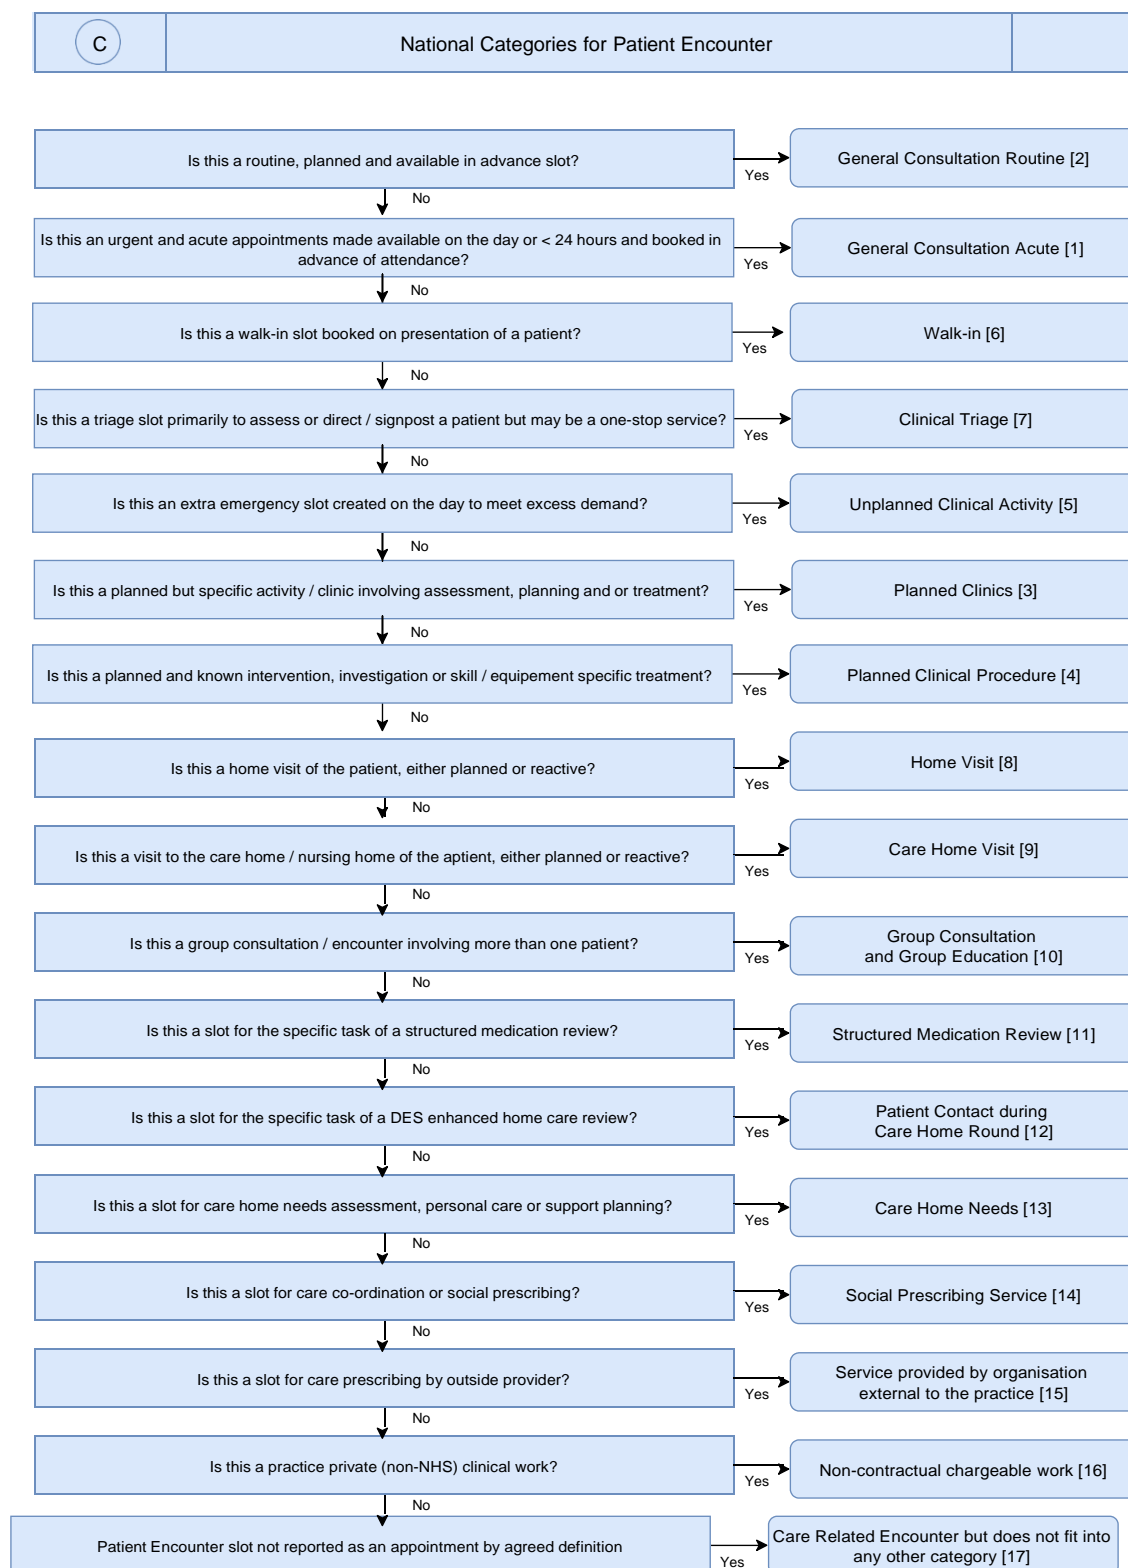 C
National Categories for Patient Encounter
Is this a routine, planned and available in advance slot?
Yes
General Consultation Routine [2]
No
Is this an urgent and acute appointments made available on the day or < 24 hours and booked in
advance of attendance?
Yes
General Consultation Acute [1]
No
Is this a walk-in slot booked on presentation of a patient?
Yes
Walk-in [6]
No
Is this a triage slot primarily to assess or direct / signpost a patient but may be a one-stop service?
Yes
Clinical Triage [7]
No
Is this an extra emergency slot created on the day to meet excess demand?
Yes
Unplanned Clinical Activity [5]
No
Is this a planned but specific activity / clinic involving assessment, planning and or treatment?
Yes
Planned Clinics [3]
No
Is this a planned and known intervention, investigation or skill / equipement specific treatment?
Yes
Planned Clinical Procedure [4]
No
Is this a home visit of the patient, either planned or reactive?
Yes
Home Visit [8]
No
Is this a visit to the care home / nursing home of the aptient, either planned or reactive?
Yes
Care Home Visit [9]
No
Is this a group consultation / encounter involving more than one patient?
Yes
Group Consultation
and Group Education [10]
No
Is this a slot for the specific task of a structured medication review?
Yes
Structured Medication Review [11]
No
Is this a slot for the specific task of a DES enhanced home care review?
Yes
Patient Contact during
Care Home Round [12]
No
Is this a slot for care home needs assessment, personal care or support planning?
Yes
Care Home Needs [13]
No
Is this a slot for care co-ordination or social prescribing?
Yes
Social Prescribing Service [14]
No
Is this a slot for care prescribing by outside provider?
Yes
Service provided by organisation
external to the practice [15]
No
Is this a practice private (non-NHS) clinical work?
Yes
Non-contractual chargeable work [16]
No
Patient Encounter slot not reported as an appointment by agreed definition
Yes
Care Related Encounter but does not fit into
any other category [17]